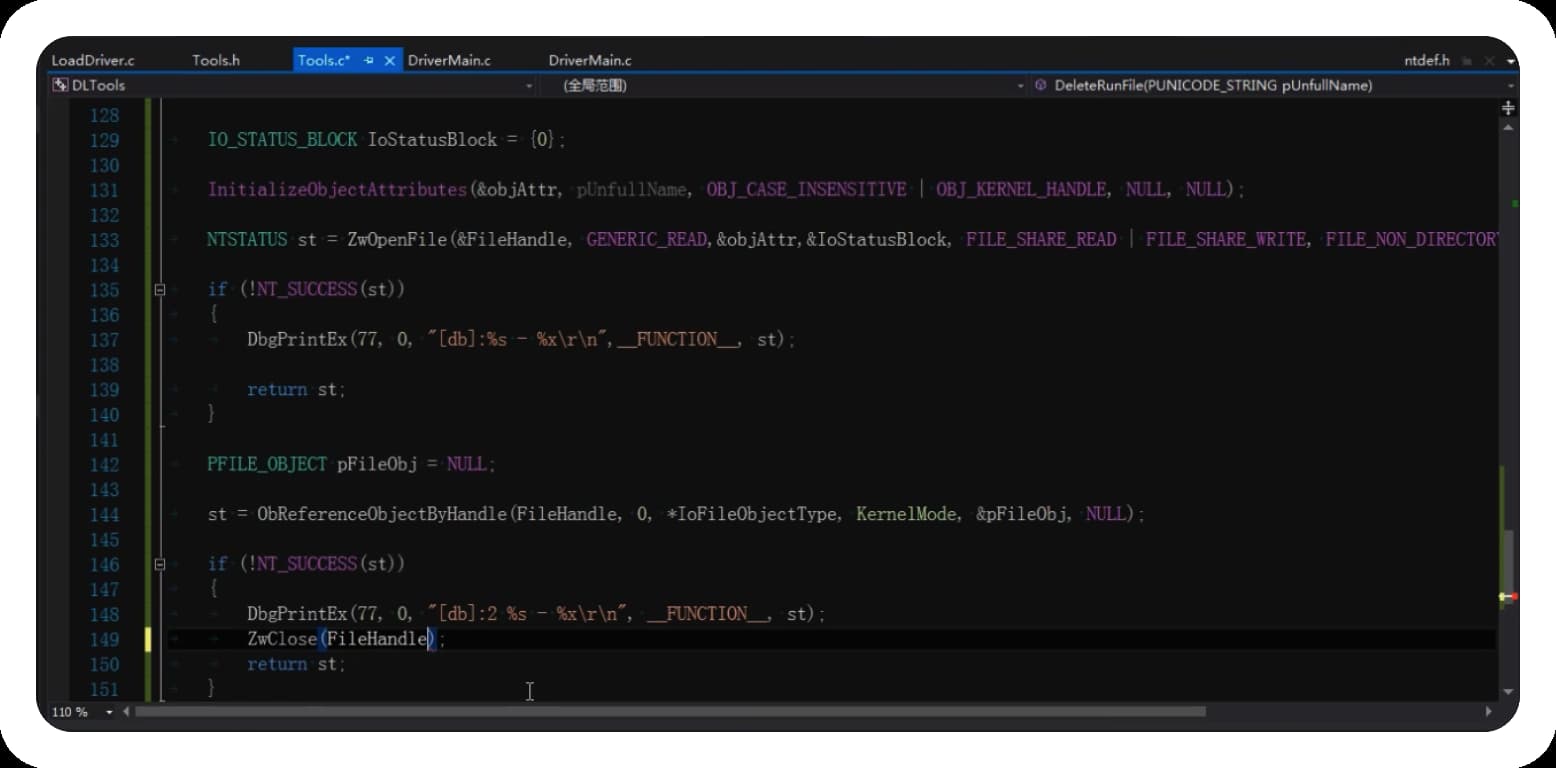 LoadDriver.c Tools.h Tools.c* DriverMain.c DriverMain.c ntdef.h
DLTools (全局范围) DeleteRunFile(PUNICODE_STRING pUnfullName)
128
129 IO_STATUS_BLOCK IoStatusBlock = {0};
130
131 InitializeObjectAttributes(&objAttr, pUnfullName, OBJ_CASE_INSENSITIVE | OBJ_KERNEL_HANDLE, NULL, NULL);
132
133 NTSTATUS st = ZwOpenFile(&FileHandle, GENERIC_READ,&objAttr,&IoStatusBlock, FILE_SHARE_READ | FILE_SHARE_WRITE, FILE_NON_DIRECTOR
134
135 if (!NT_SUCCESS(st))
136 {
137 DbgPrintEx(77, 0, "[db]:%s - %x\r\n",__FUNCTION__, st);
138
139 return st;
140 }
141
142 PFILE_OBJECT pFileObj = NULL;
143
144 st = ObReferenceObjectByHandle(FileHandle, 0, *IoFileObjectType, KernelMode, &pFileObj, NULL);
145
146 if (!NT_SUCCESS(st))
147 {
148 DbgPrintEx(77, 0, "[db]:2 %s - %x\r\n", __FUNCTION__, st);
149 ZwClose(FileHandle);
150 return st;
151 }
110 %